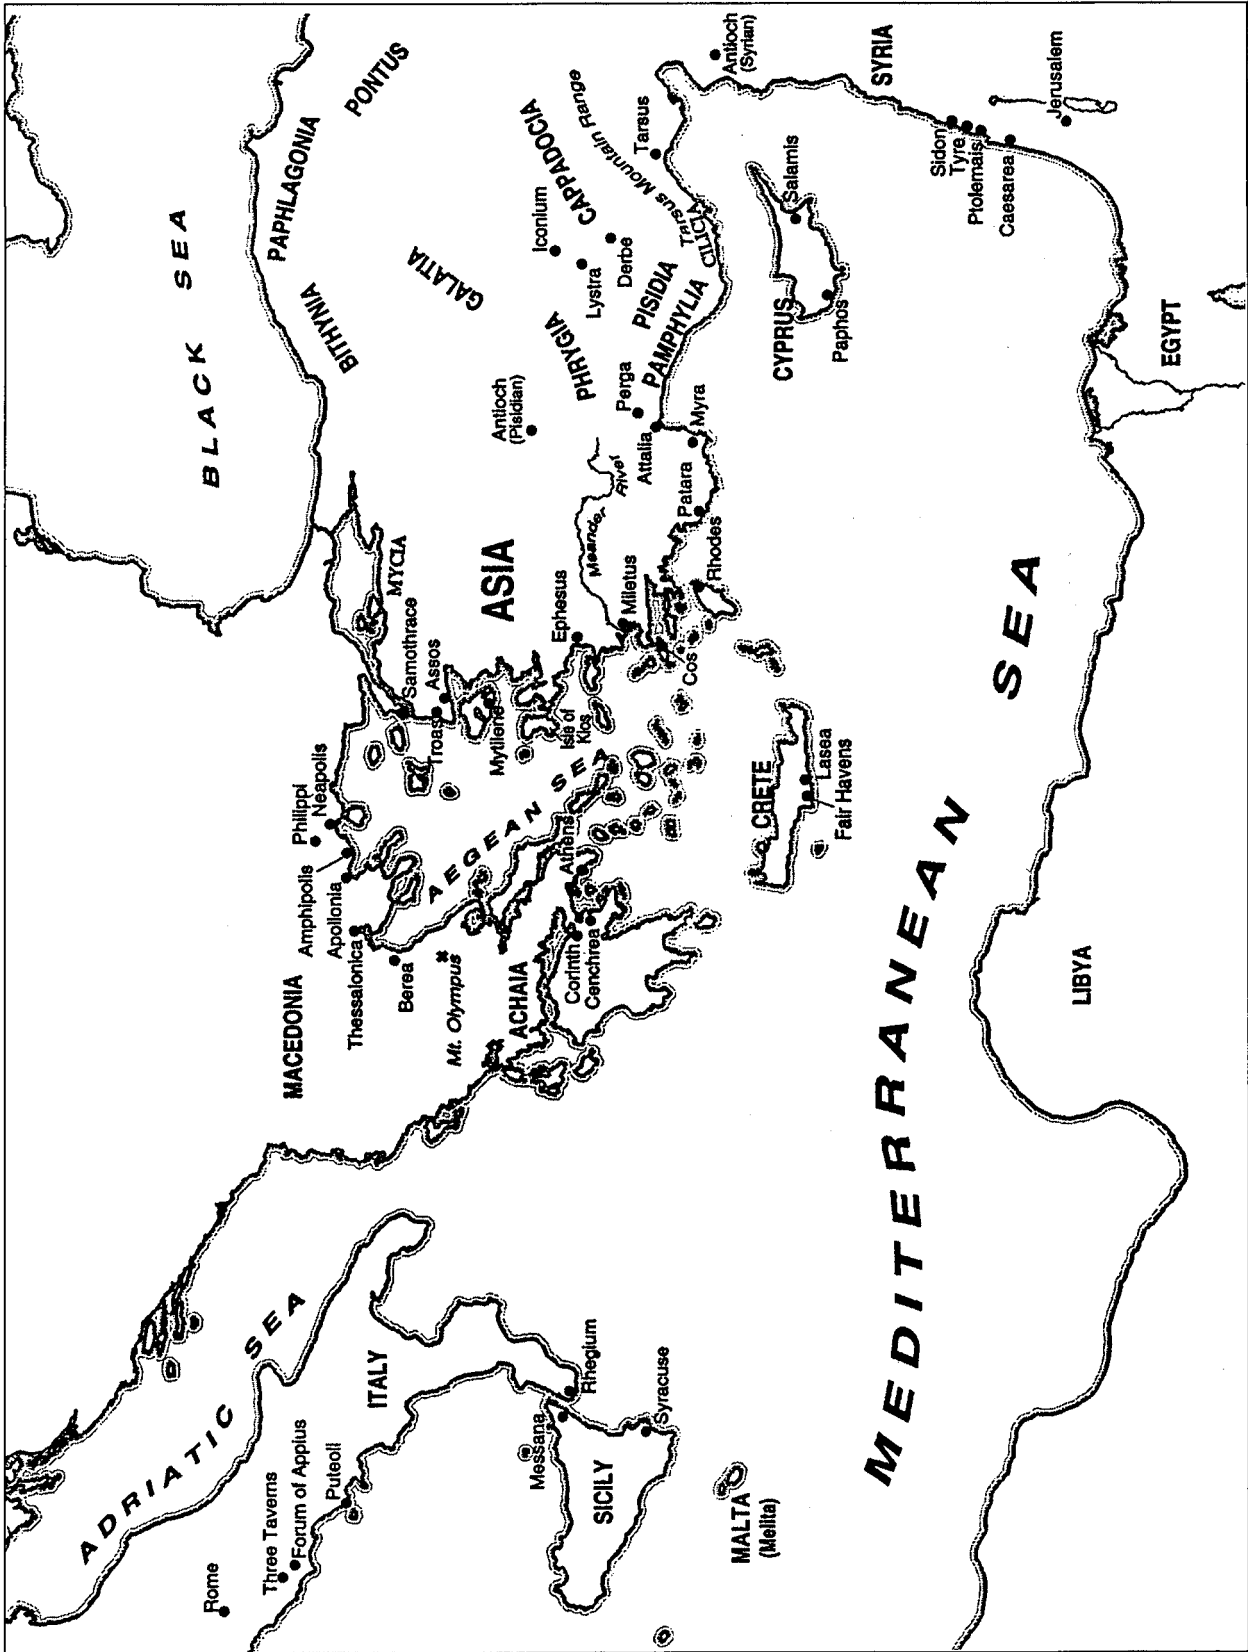 BLACK SEA
PONTUS
PAPHLAGONIA
BITHYNIA
GALATIA
CAPPADOCIA
Tarsus Mountain Range
Tarsus
CILICIA
Antioch
(Syrian)
SYRIA
Iconium
Lystra
Derbe
PHRYGIA
PISIDIA
PAMPHYLIA
Antioch
(Pisidian)
Perga
Attalia
Myra
Patara
Rhodes
Meander
River
Miletus
Ephesus
ASIA
MYCIA
Samothrace
Assos
Troas
Mytilene
Isle of
Kios
Cos
AEGEAN SEA
Philippi
Neapolis
Amphipolis
Apollonia
Thessalonica
Berea
MACEDONIA
Mt. Olympus
ACHAIA
Athens
Corinth
Cenchrea
CRETE
Lasea
Fair Havens
CYPRUS
Salamis
Paphos
Sidon
Tyre
Ptolemais
Caesarea
Jerusalem
EGYPT
LIBYA
MEDITERRANEAN SEA
ADRIATIC SEA
ITALY
Rome
Three Taverns
Forum of Appius
Puteoli
Rhegium
Messana
Syracuse
SICILY
MALTA
(Melita)